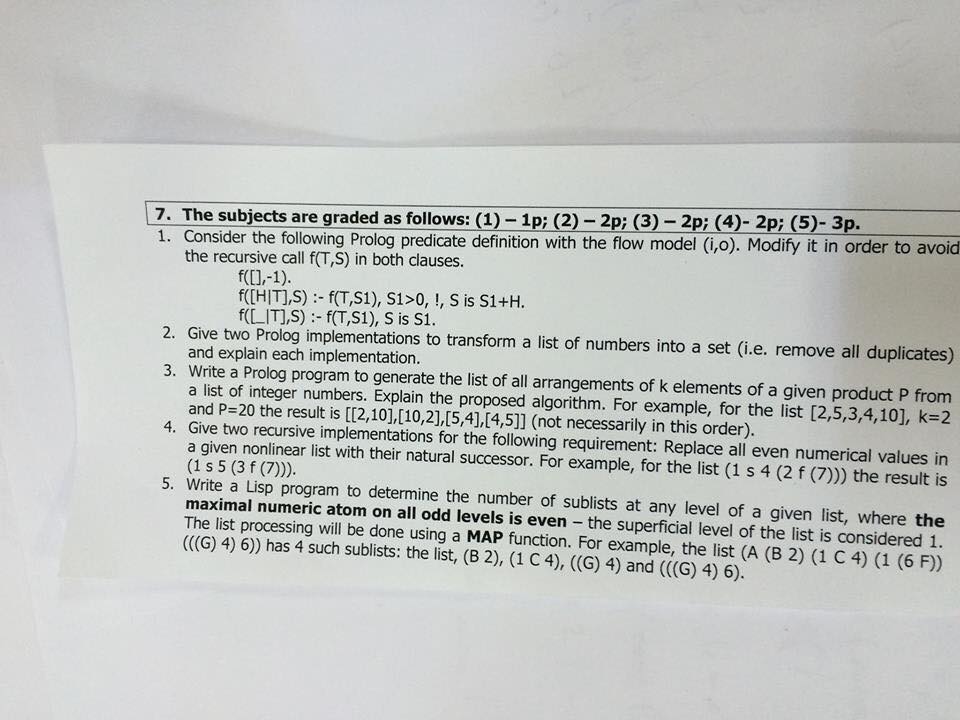 7. The subjects are graded as follows: (1) – 1p; (2) – 2p; (3) – 2p; (4)- 2p; (5)- 3p.
1. Consider the following Prolog predicate definition with the flow model (i,o). Modify it in order to avoid
the recursive call f(T,S) in both clauses.
f([],-1).
f([H|T],S) :- f(T,S1), S1>0, !, S is S1+H.
f([_|T],S) :- f(T,S1), S is S1.
2. Give two Prolog implementations to transform a list of numbers into a set (i.e. remove all duplicates)
and explain each implementation.
3. Write a Prolog program to generate the list of all arrangements of k elements of a given product P from
a list of integer numbers. Explain the proposed algorithm. For example, for the list [2,5,3,4,10], k=2
and P=20 the result is [[2,10],[10,2],[5,4],[4,5]] (not necessarily in this order).
4. Give two recursive implementations for the following requirement: Replace all even numerical values in
a given nonlinear list with their natural successor. For example, for the list (1 s 4 (2 f (7))) the result is
(1 s 5 (3 f (7))).
5. Write a Lisp program to determine the number of sublists at any level of a given list, where the
maximal numeric atom on all odd levels is even – the superficial level of the list is considered 1.
The list processing will be done using a MAP function. For example, the list (A (B 2) (1 C 4) (1 (6 F))
(((G) 4) 6)) has 4 such sublists: the list, (B 2), (1 C 4), ((G) 4) and (((G) 4) 6).